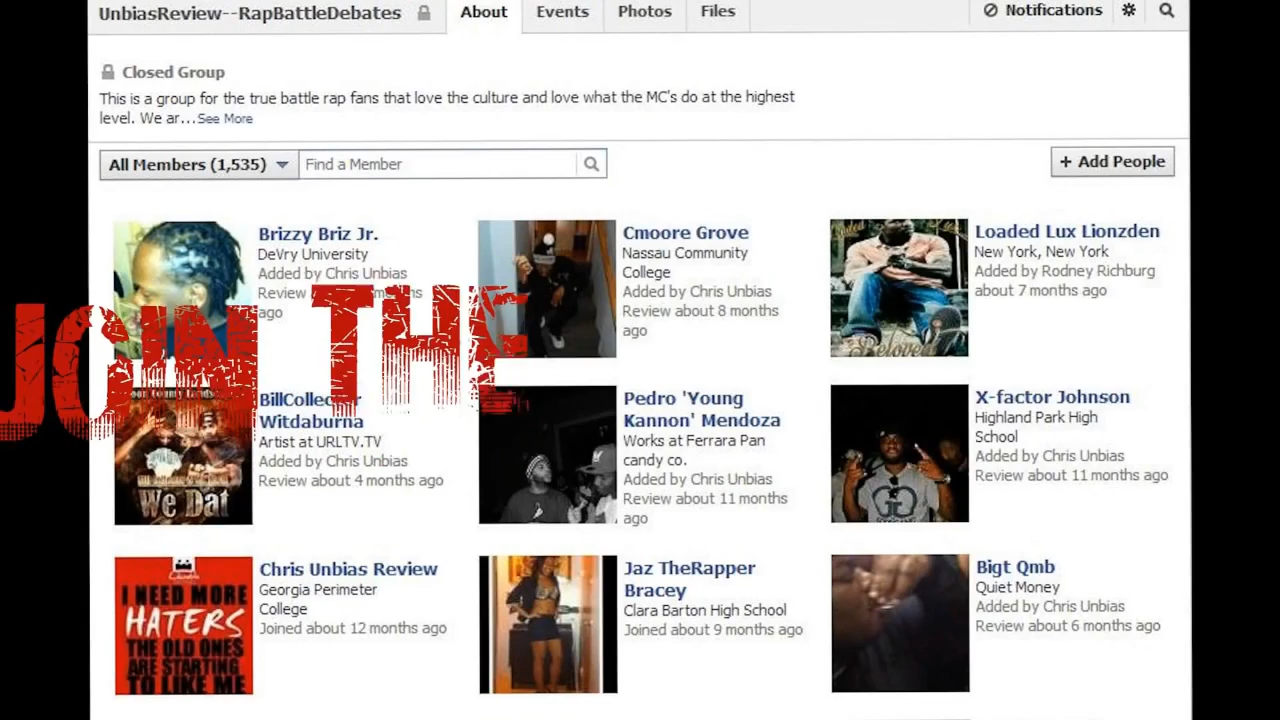 UnbiasReview--RapBattleDebates
About
Events
Photos
Files
Notifications
Closed Group
This is a group for the true battle rap fans that love the culture and love what the MC's do at the highest
level. We ar...See More
All Members (1,535)
Find a Member
+ Add People
Brizzy Briz Jr.
DeVry University
Added by Chris Unbias
Review
ago
Cmoore Grove
Nassau Community
College
Added by Chris Unbias
Review about 8 months
ago
Loaded Lux Lionzden
New York, New York
Added by Rodney Richburg
about 7 months ago
JOIN THE
BillCollector
Witdaburna
Artist at URLTV.TV
Added by Chris Unbias
Review about 4 months ago
We Dat
Pedro 'Young
Kannon' Mendoza
Works at Ferrara Pan
candy co.
Added by Chris Unbias
Review about 11 months
ago
X-factor Johnson
Highland Park High
School
Added by Chris Unbias
Review about 11 months ago
I NEED MORE
HATERS
THE OLD ONES
ARE STARTING
TO LIKE ME
Chris Unbias Review
Georgia Perimeter
College
Joined about 12 months ago
Jaz TheRapper
Bracey
Clara Barton High School
Joined about 9 months ago
Bigt Qmb
Quiet Money
Added by Chris Unbias
Review about 6 months ago